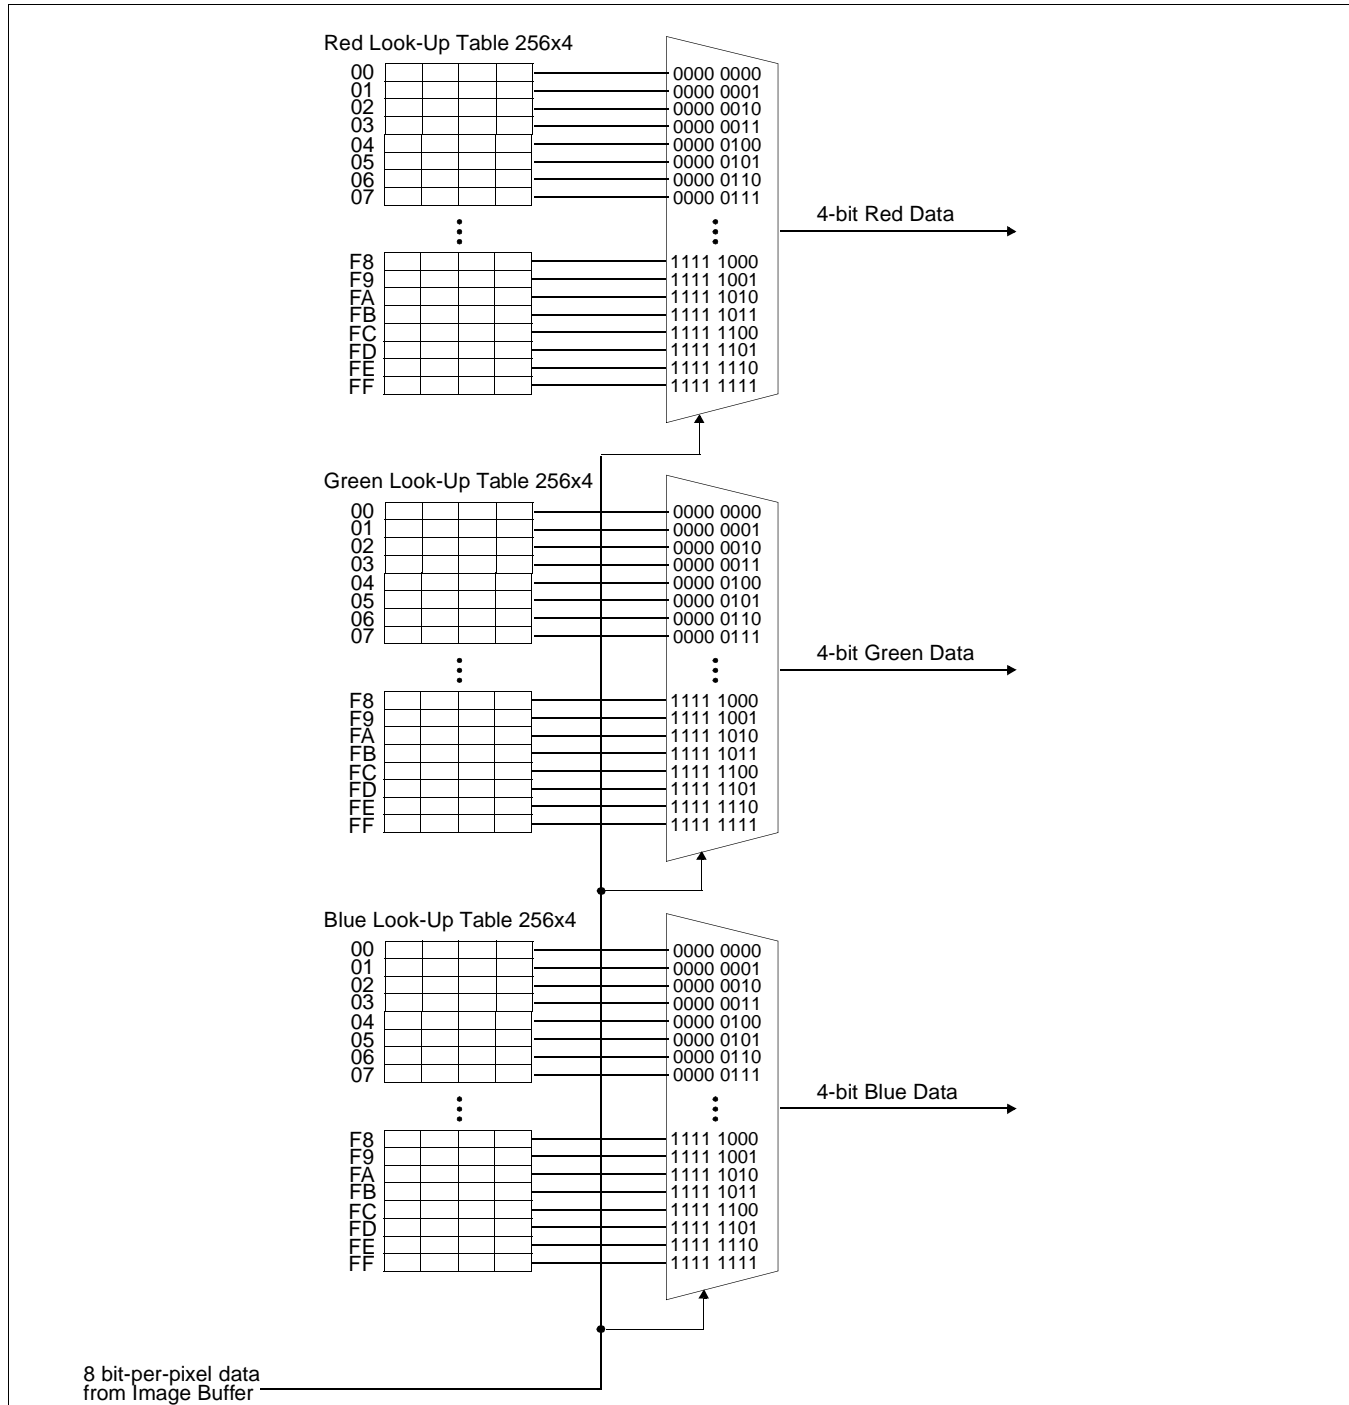 Red Look-Up Table 256x4
00 0000 0000
01 0000 0001
02 0000 0010
03 0000 0011
04 0000 0100
05 0000 0101
06 0000 0110
07 0000 0111
4-bit Red Data
F8 1111 1000
F9 1111 1001
FA 1111 1010
FB 1111 1011
FC 1111 1100
FD 1111 1101
FE 1111 1110
FF 1111 1111
Green Look-Up Table 256x4
00 0000 0000
01 0000 0001
02 0000 0010
03 0000 0011
04 0000 0100
05 0000 0101
06 0000 0110
07 0000 0111
4-bit Green Data
F8 1111 1000
F9 1111 1001
FA 1111 1010
FB 1111 1011
FC 1111 1100
FD 1111 1101
FE 1111 1110
FF 1111 1111
Blue Look-Up Table 256x4
00 0000 0000
01 0000 0001
02 0000 0010
03 0000 0011
04 0000 0100
05 0000 0101
06 0000 0110
07 0000 0111
4-bit Blue Data
F8 1111 1000
F9 1111 1001
FA 1111 1010
FB 1111 1011
FC 1111 1100
FD 1111 1101
FE 1111 1110
FF 1111 1111
8 bit-per-pixel data
from Image Buffer